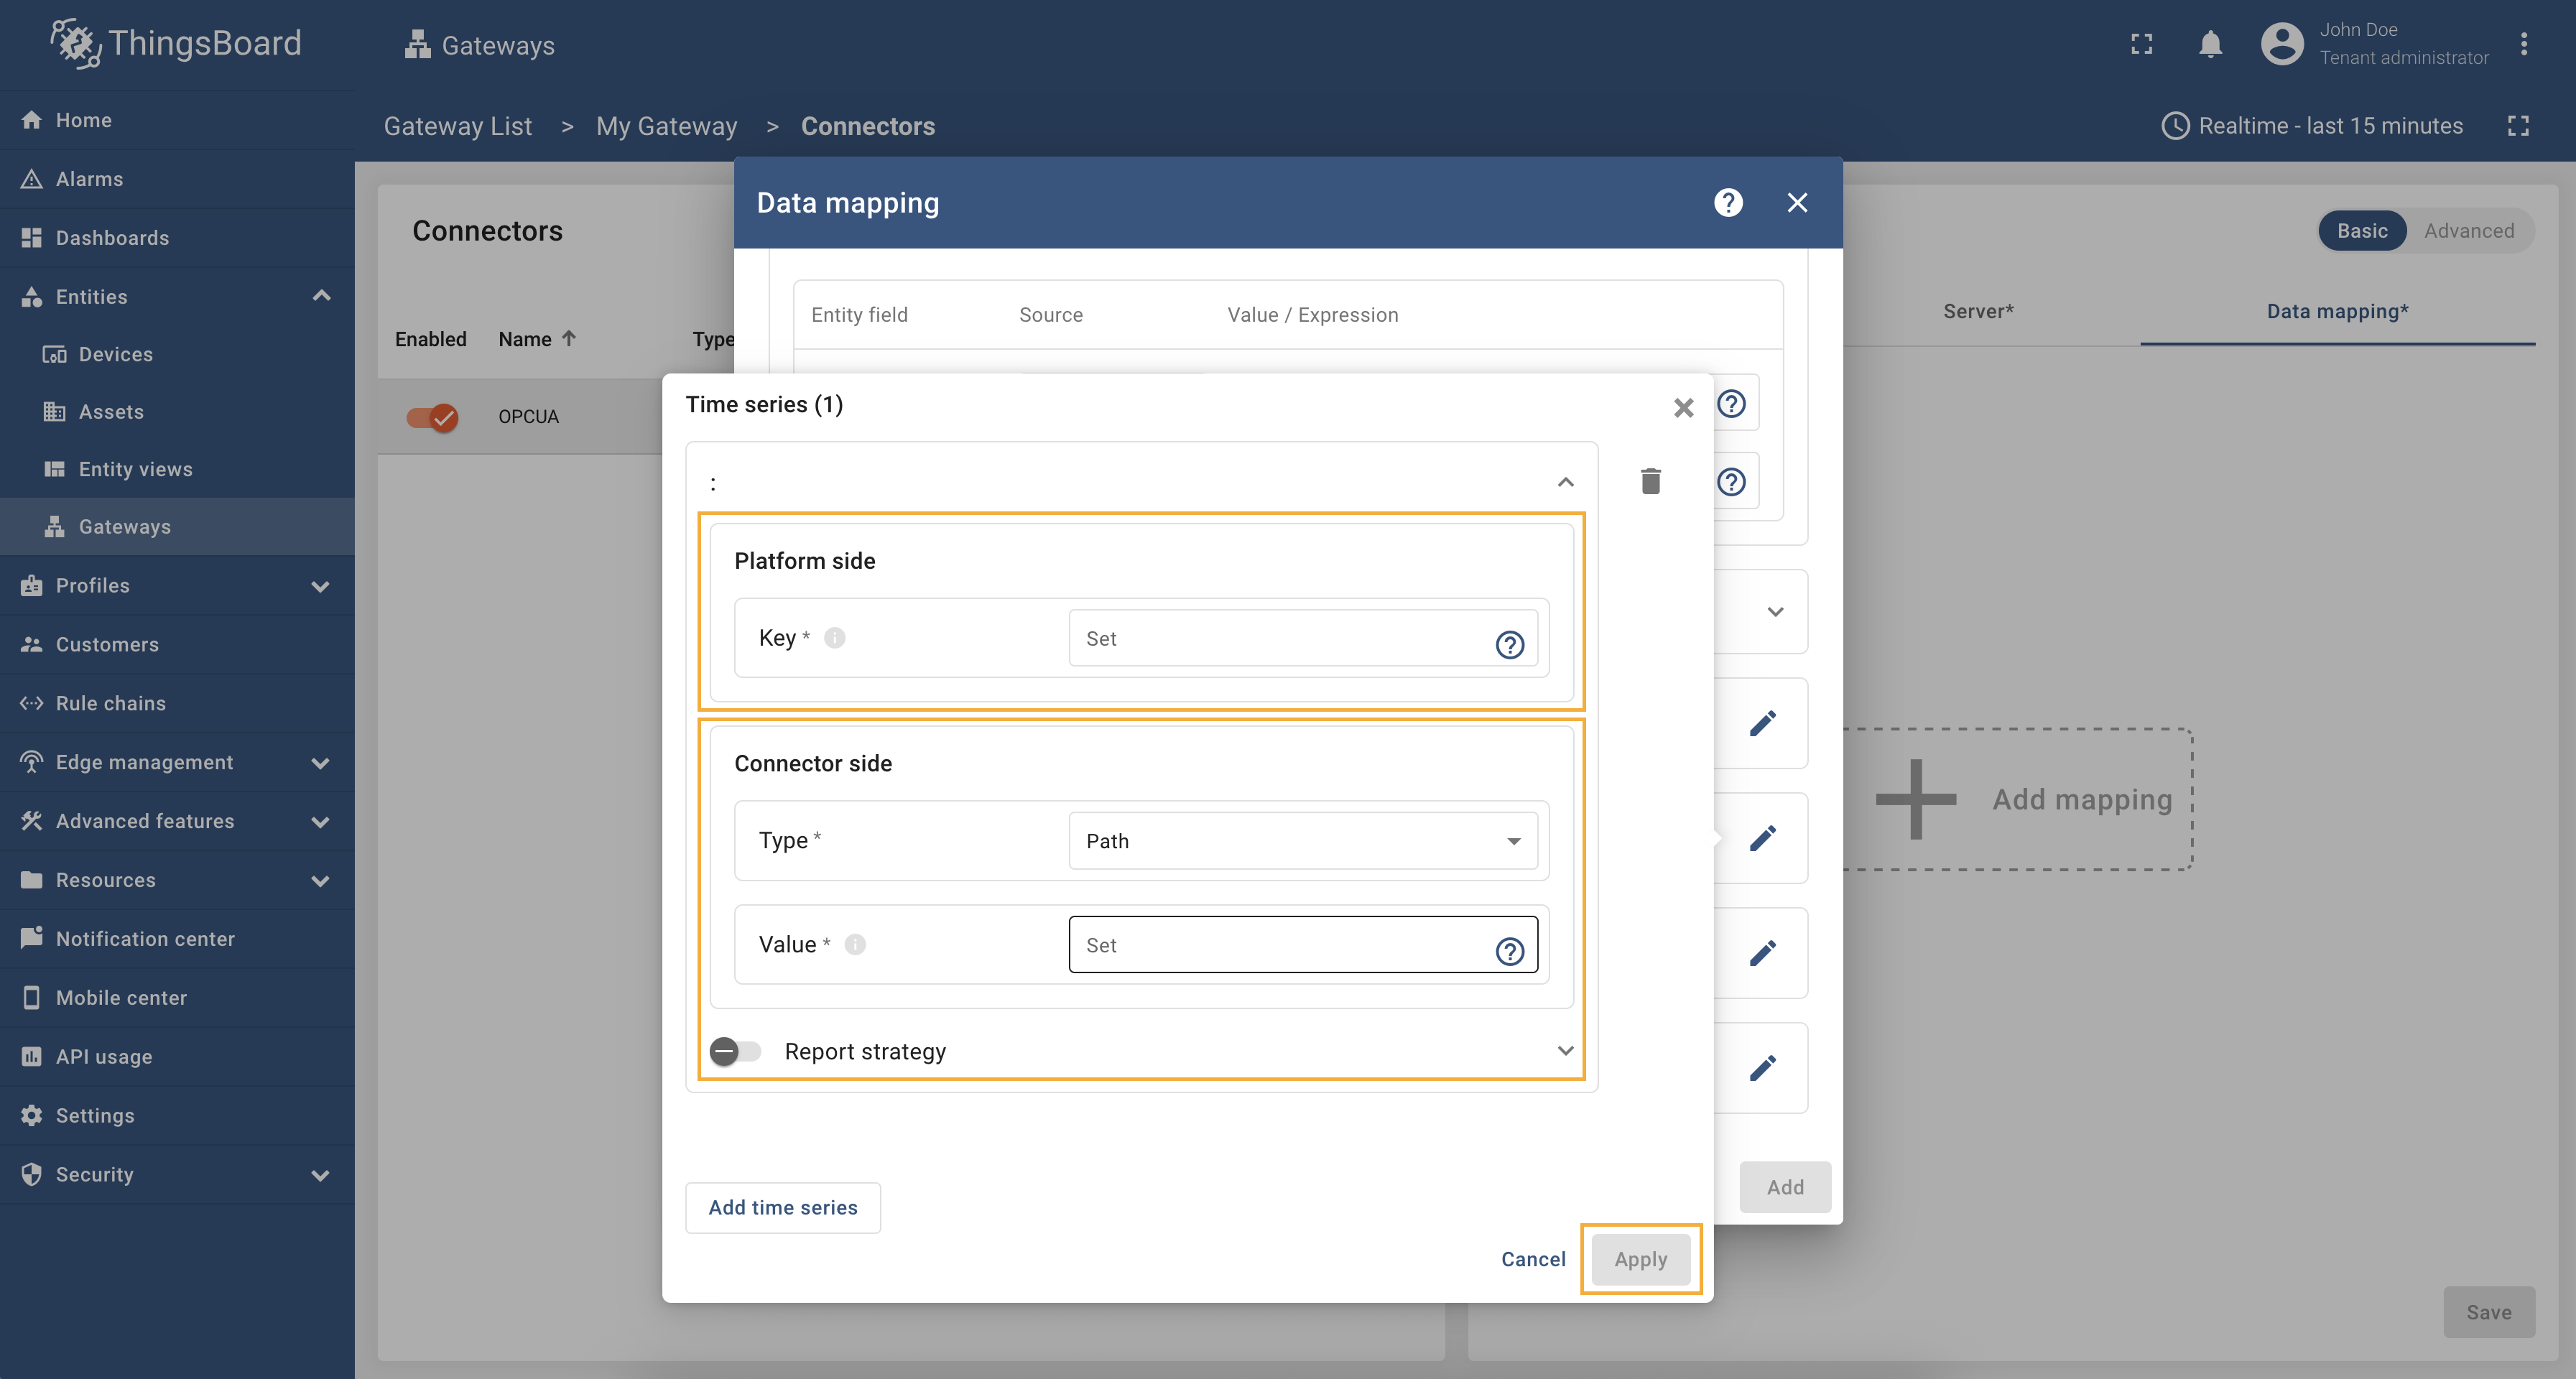 ThingsBoard
Gateways
John Doe
Tenant administrator
Gateway List > My Gateway > Connectors
Realtime - last 15 minutes
Home
Alarms
Dashboards
Entities
Devices
Assets
Entity views
Gateways
Profiles
Customers
Rule chains
Edge management
Advanced features
Resources
Notification center
Mobile center
API usage
Settings
Security
Connectors
Enabled Name Type
OPCUA
Data mapping
Entity field Source Value / Expression
Time series (1)
:
Platform side
Key * Set
Connector side
Type * Path
Value * Set
Report strategy
Add time series
Cancel Apply
Add
Basic Advanced
Server* Data mapping*
Add mapping
Save